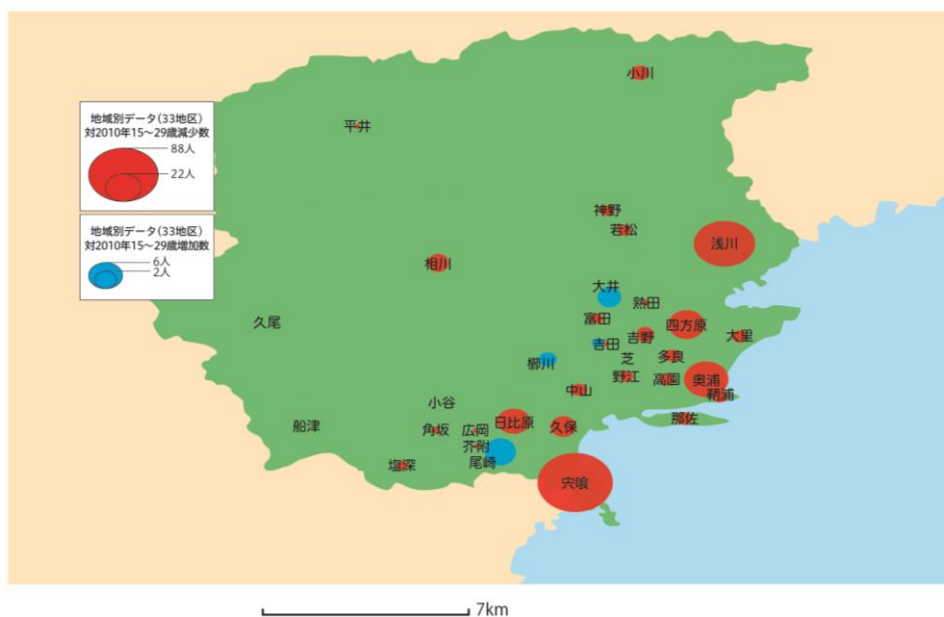 小川
地域別データ(33地区)
対2010年15〜29歳減少数
88人
22人
平井
地域別データ(33地区)
対2010年15〜29歳増加数
6人
2人
神野
若松
浅川
相川
大井
熟田
久尾
富田
四方原
吉野
大里
吉田
櫛川
芝
多良
野江
高園
奥浦
中山
鞆浦
小谷
那佐
船津
角坂
広岡
日比原
久保
芥附
尾崎
塩深
宍喰
7km